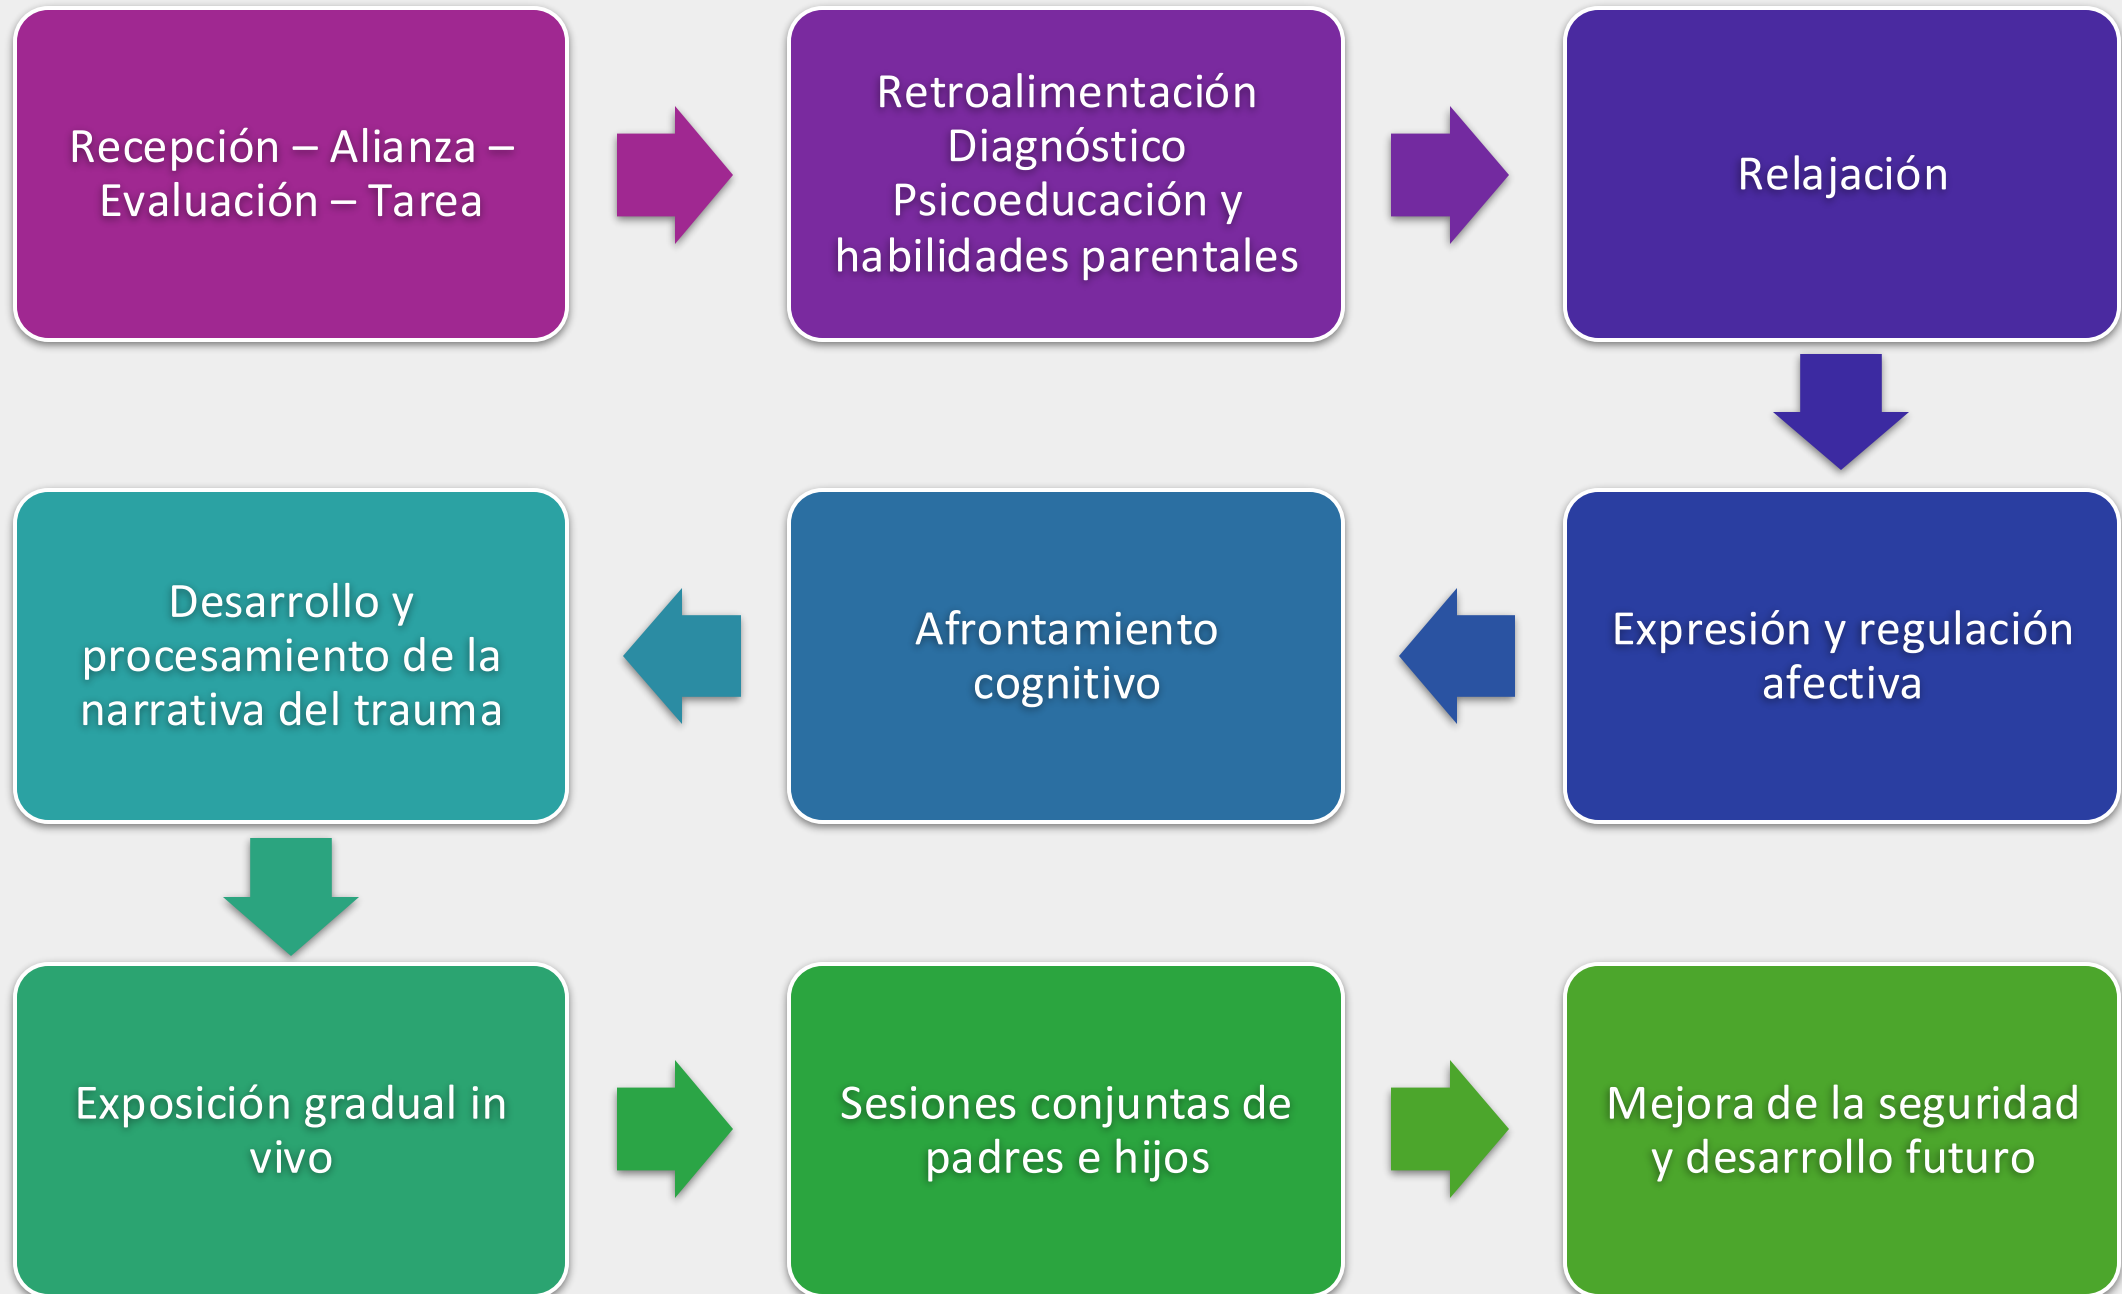 Recepción – Alianza –
Evaluación – Tarea
Retroalimentación
Diagnóstico
Psicoeducación y
habilidades parentales
Relajación
Expresión y regulación
afectiva
Afrontamiento
cognitivo
Desarrollo y
procesamiento de la
narrativa del trauma
Exposición gradual in
vivo
Sesiones conjuntas de
padres e hijos
Mejora de la seguridad
y desarrollo futuro